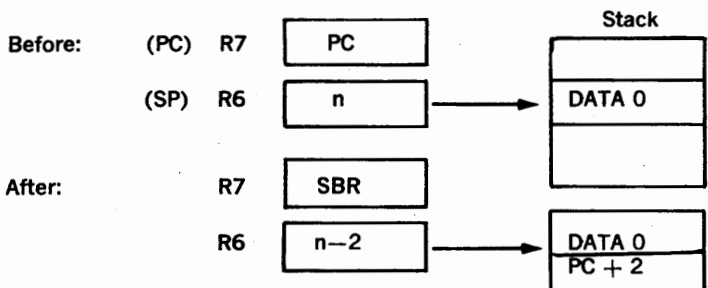 Stack
Before: (PC) R7 PC
(SP) R6 n DATA 0
After: R7 SBR
R6 n—2 DATA 0
PC + 2